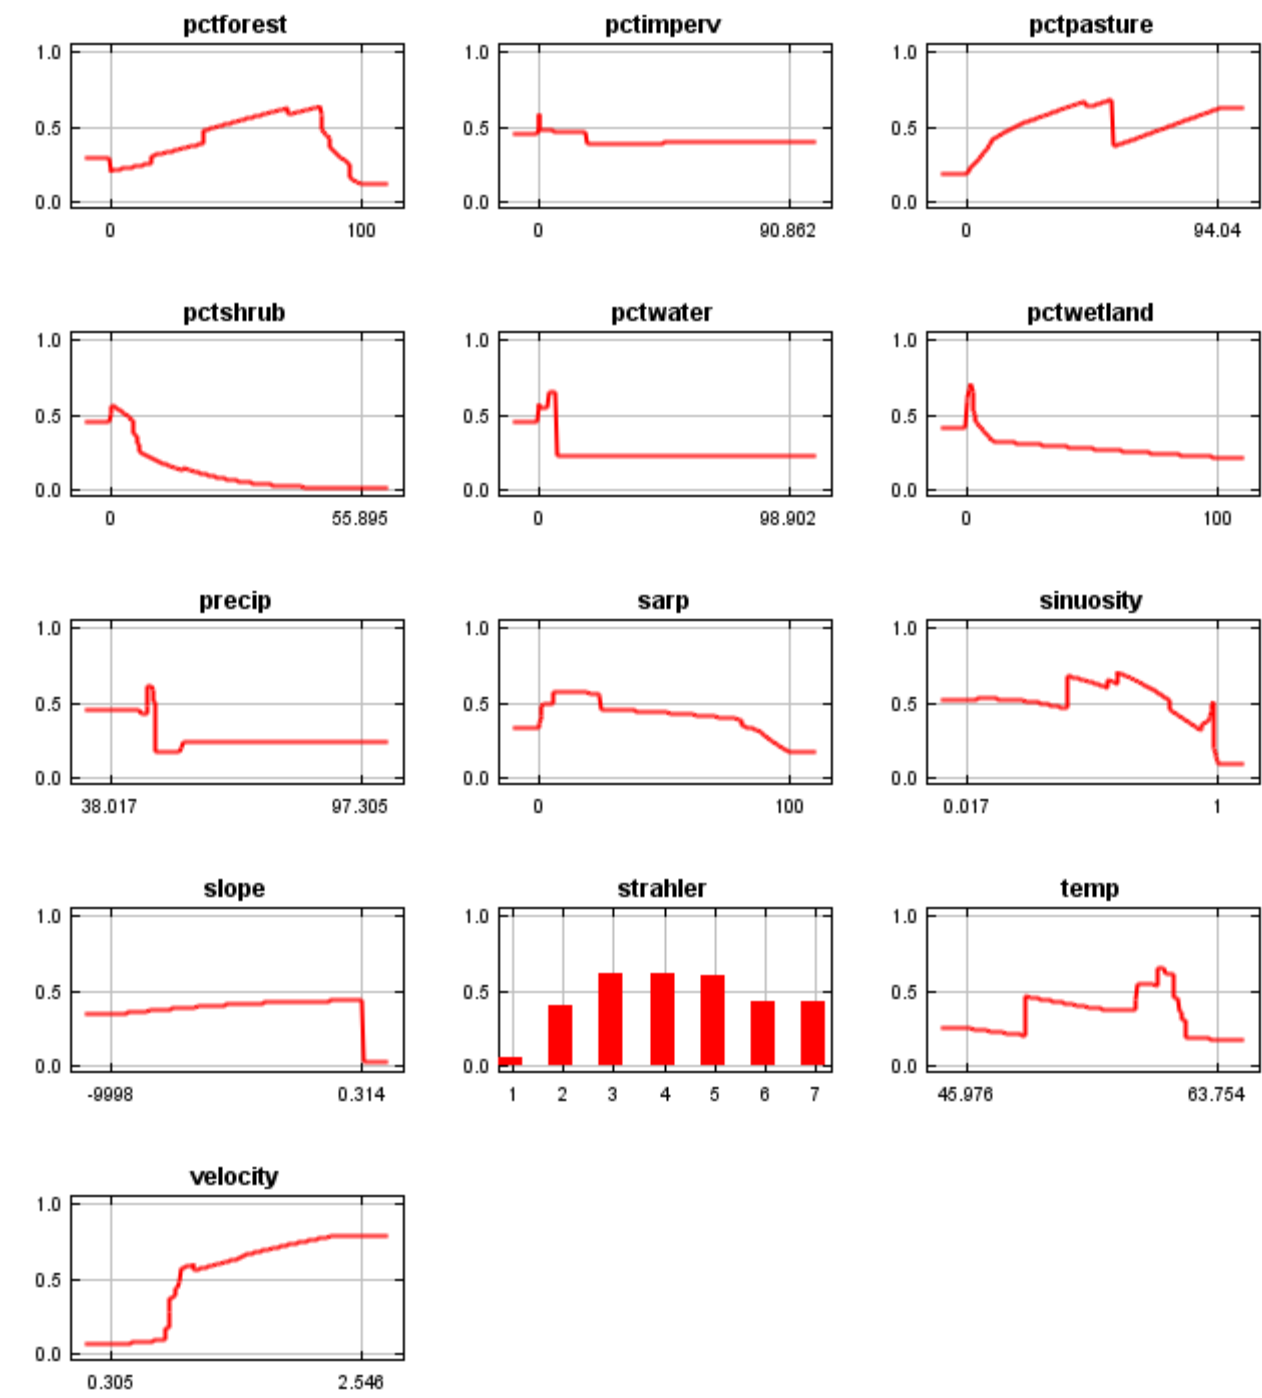 pctforest pctimperv pctpasture
1.0 1.0 1.0
0.5 0.5 0.5
0.0 0.0 0.0
0 100 0 90.862 0 94.04
pctshrub pctwater pctwetland
1.0 1.0 1.0
0.5 0.5 0.5
0.0 0.0 0.0
0 55.895 0 98.902 0 100
precip sarp sinuosity
1.0 1.0 1.0
0.5 0.5 0.5
0.0 0.0 0.0
38.017 97.305 0 100 0.017 1
slope strahler temp
1.0 1.0 1.0
0.5 0.5 0.5
0.0 0.0 0.0
-9998 0.314 1 2 3 4 5 6 7 45.976 63.754
velocity
1.0
0.5
0.0
0.305 2.546